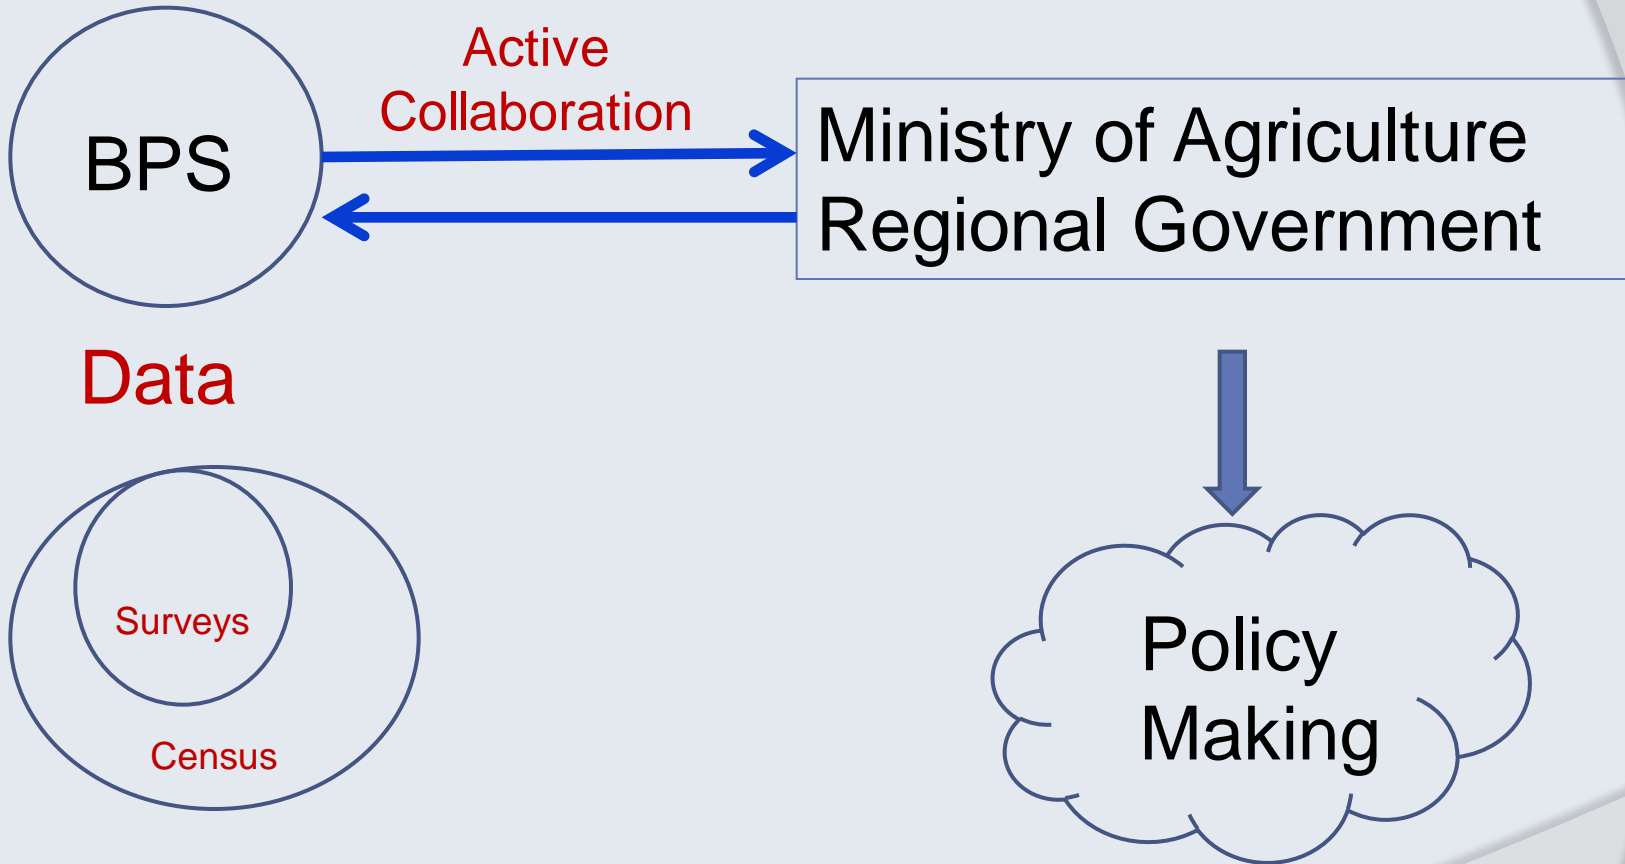 BPS
Active
Collaboration
Ministry of Agriculture
Regional Government
Data
Surveys
Census
Policy
Making